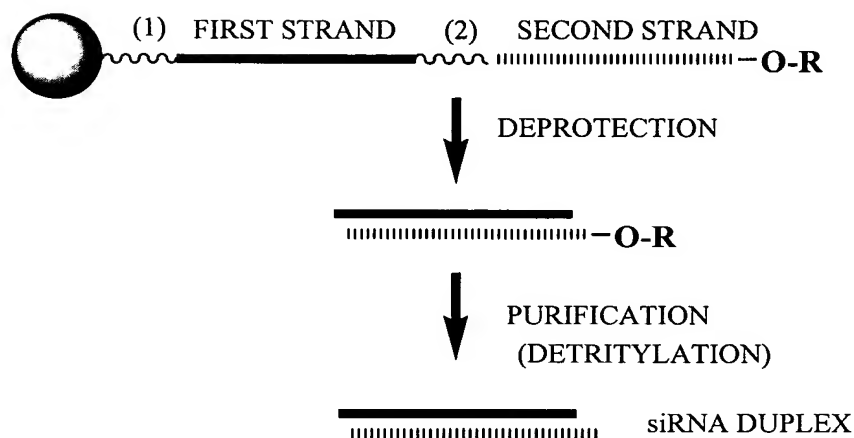 (1) FIRST STRAND (2) SECOND STRAND
O-R
DEPROTECTION
O-R
PURIFICATION
(DETRITYLATION)
siRNA DUPLEX